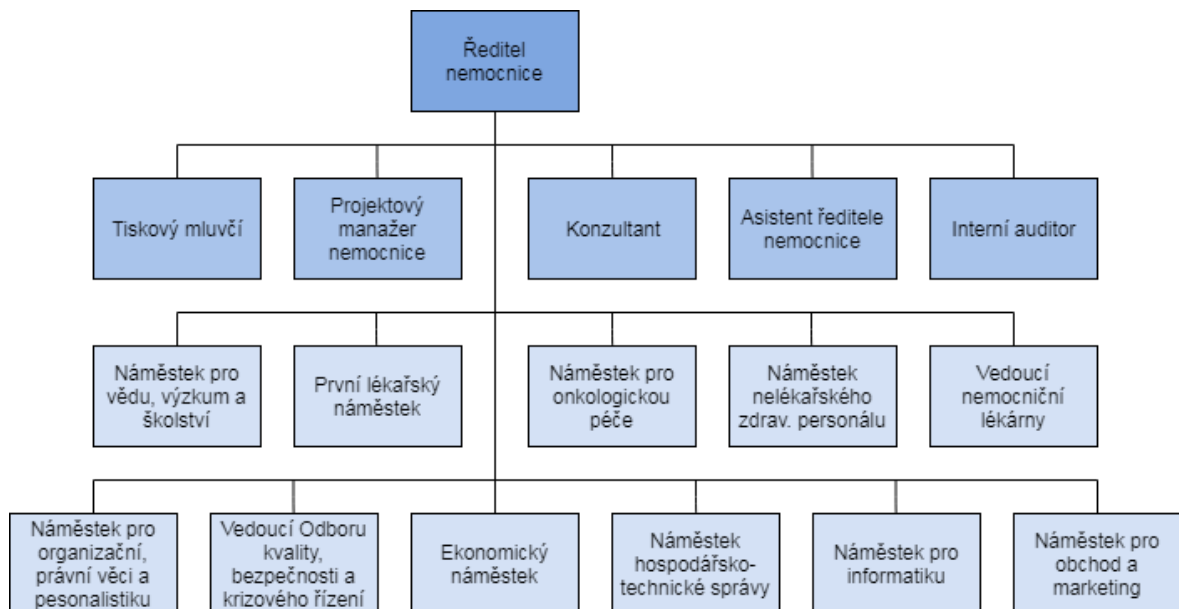 Ředitel
nemocnice
Tiskový mluvčí
Projektový
manažer
nemocnice
Konzultant
Asistent ředitele
nemocnice
Interní auditor
Náměstek pro
vědu, výzkum a
školství
První lékařský
náměstek
Náměstek pro
onkologickou
péče
Náměstek
nelékařského
zdrav. personálu
Vedoucí
nemocniční
lékárny
Náměstek pro
organizační,
právní věci a
pesonalistiku
Vedoucí Odboru
kvality,
bezpečnosti a
krizového řízení
Ekonomický
náměstek
Náměstek
hospodářsko-
technické správy
Náměstek pro
informatiku
Náměstek pro
obchod a
marketing